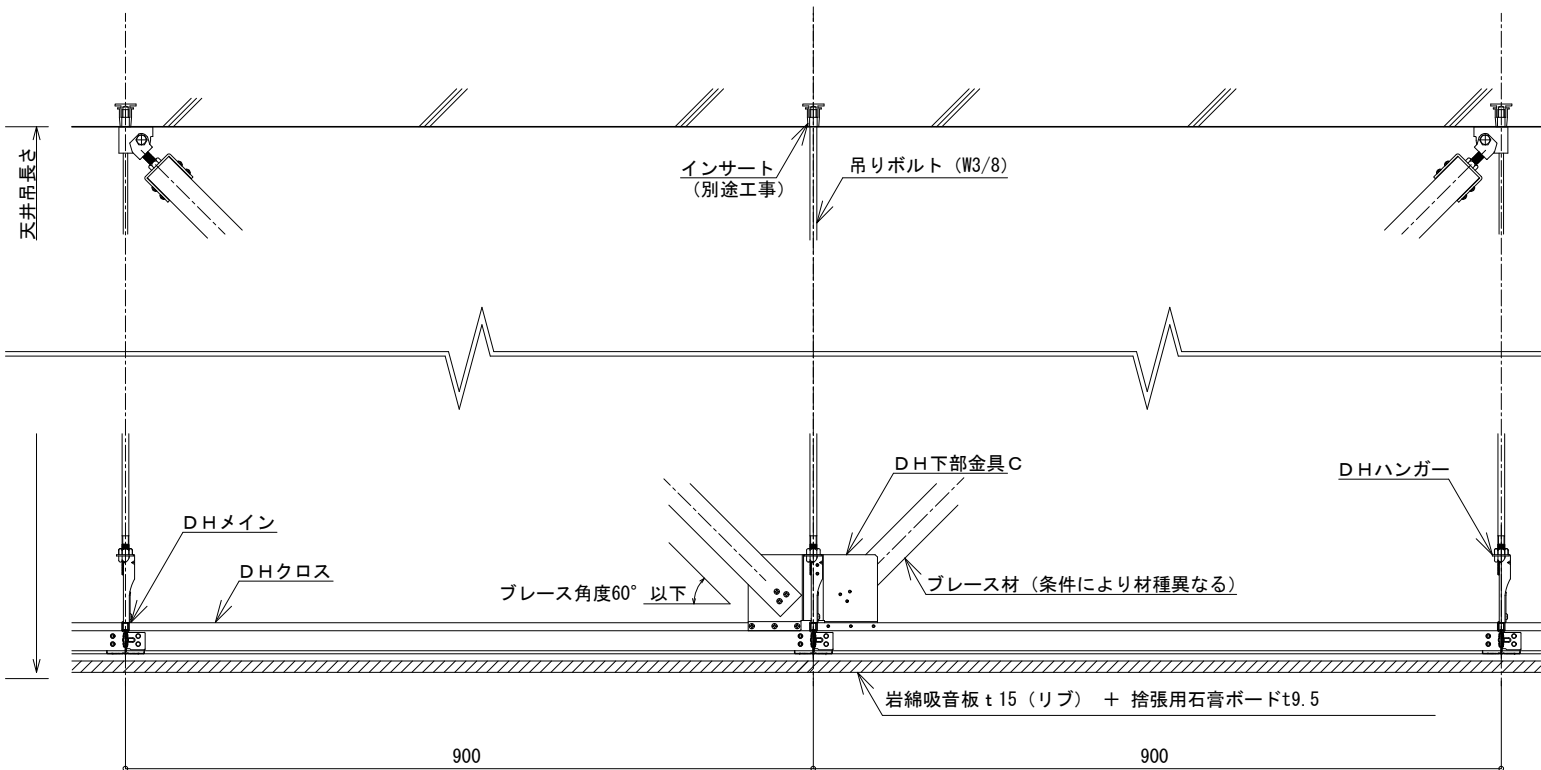 天井吊長さ
インサート
（別途工事）
吊りボルト（W3/8）
ＤＨ下部金具Ｃ
ＤＨハンガー
ＤＨメイン
ＤＨクロス
ブレース角度60°以下
ブレース材（条件により材種異なる）
岩綿吸音板ｔ15（リブ） ＋ 捨張用石膏ボードt9.5
900
900